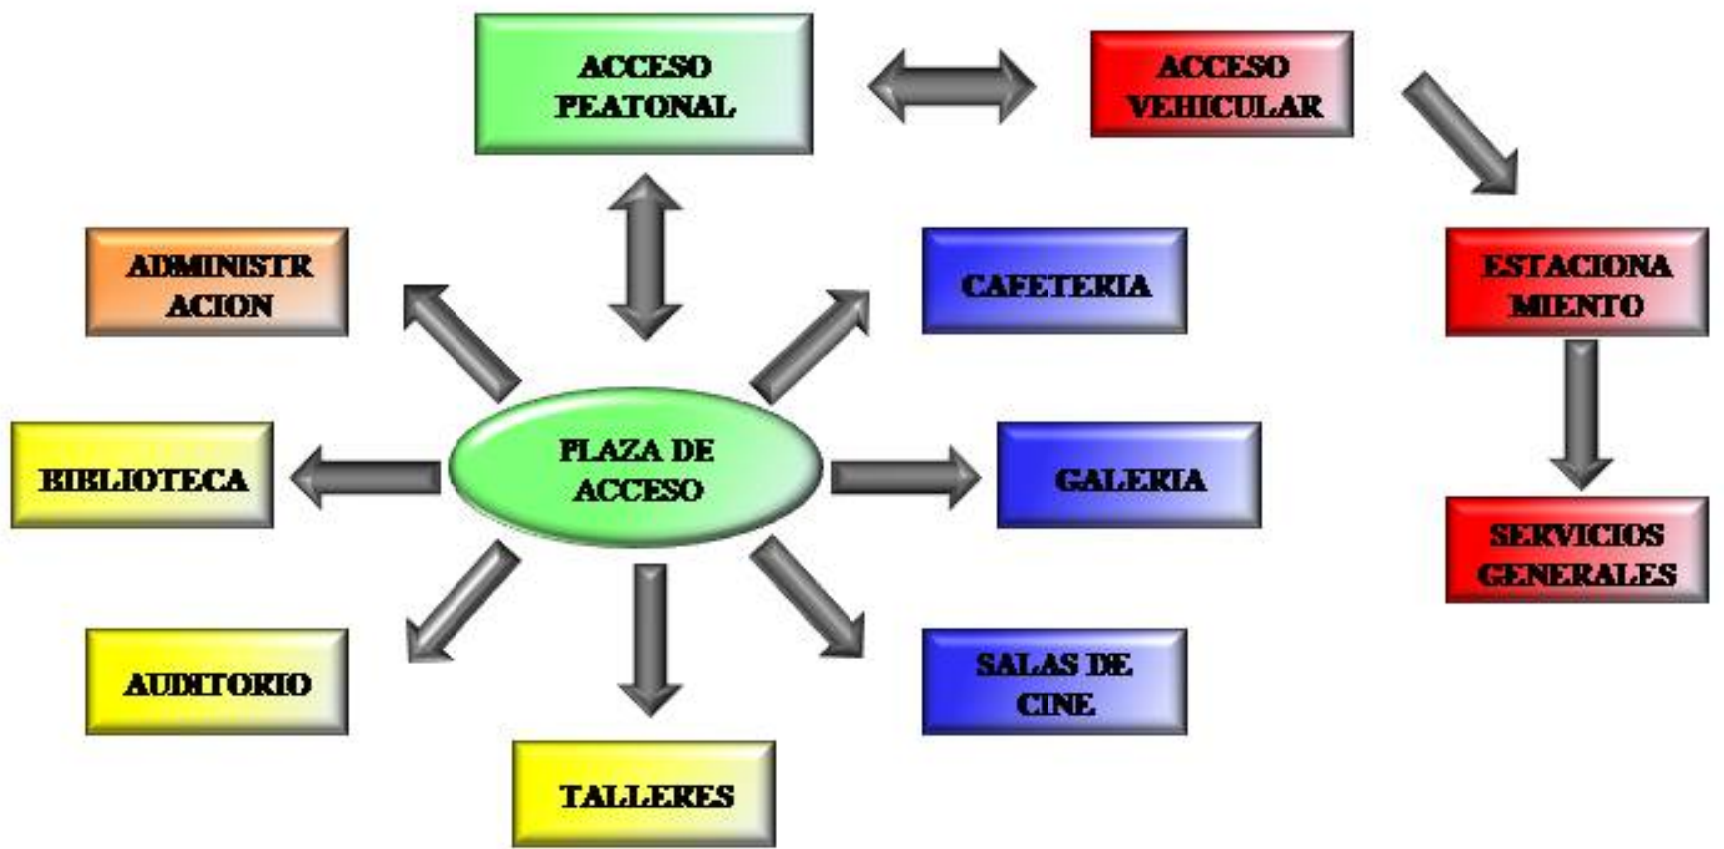 ACCESO
PEATONAL
ACCESO
VEHICULAR
ADMINISTR
ACION
CAFETERIA
ESTACIONA
MIENTO
BIBLIOTECA
PLAZA DE
ACCESO
GALERIA
SERVICIOS
GENERALES
AUDITORIO
SALAS DE
CINE
TALLERES